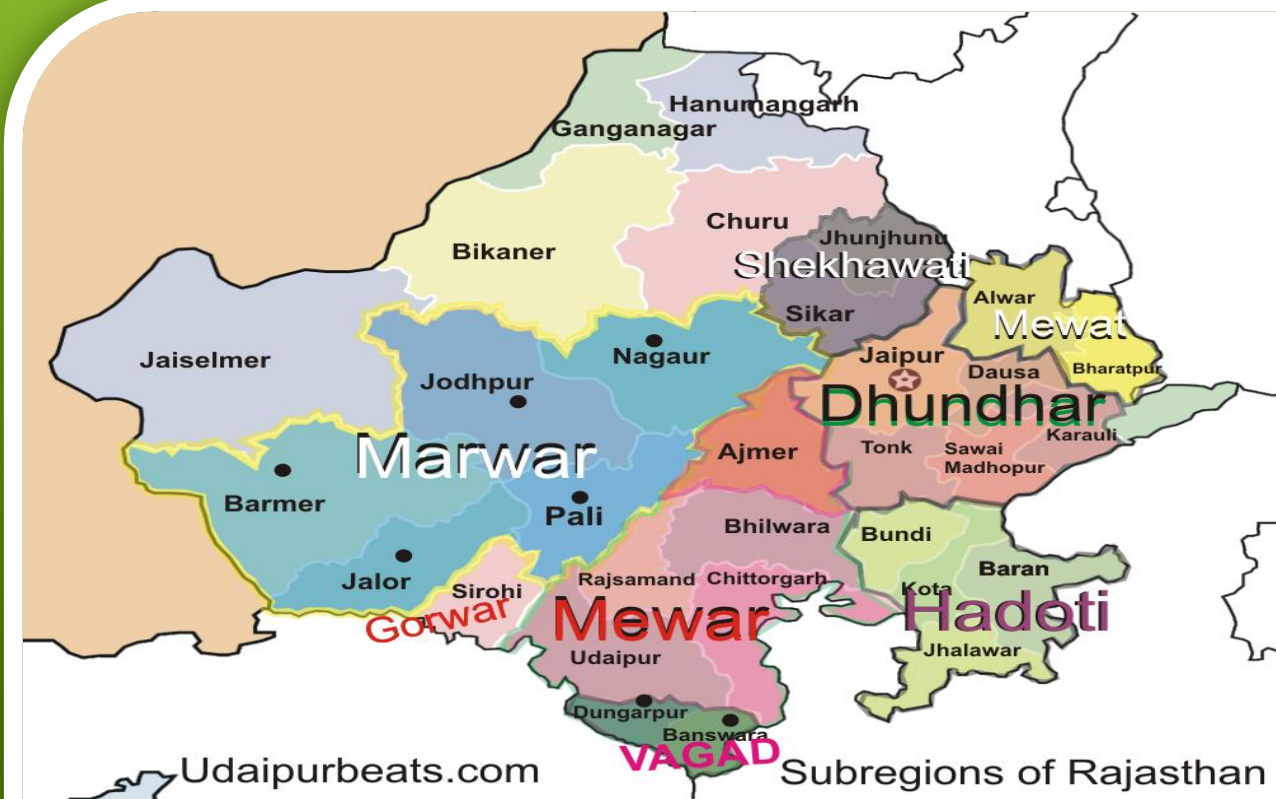 Hanumangarh
Ganganagar
Churu
Jhunjhunu
Bikaner
Shekhawati
Alwar
Sikar
Mewat
Jaiselmer
Nagaur
Jaipur
Dausa
Bharatpur
Jodhpur
Dhundhar
Karauli
Marwar
Ajmer
Tonk
Sawai
Madhopur
Barmer
Pali
Bhilwara
Bundi
Jalor
Sirohi
Rajsamand
Chittorgarh
Kota
Baran
Gorwar
Mewar
Hadoti
Udaipur
Jhalawar
Dungarpur
Banswara
VAGAD
Udaipurbeats.com
Subregions of Rajasthan